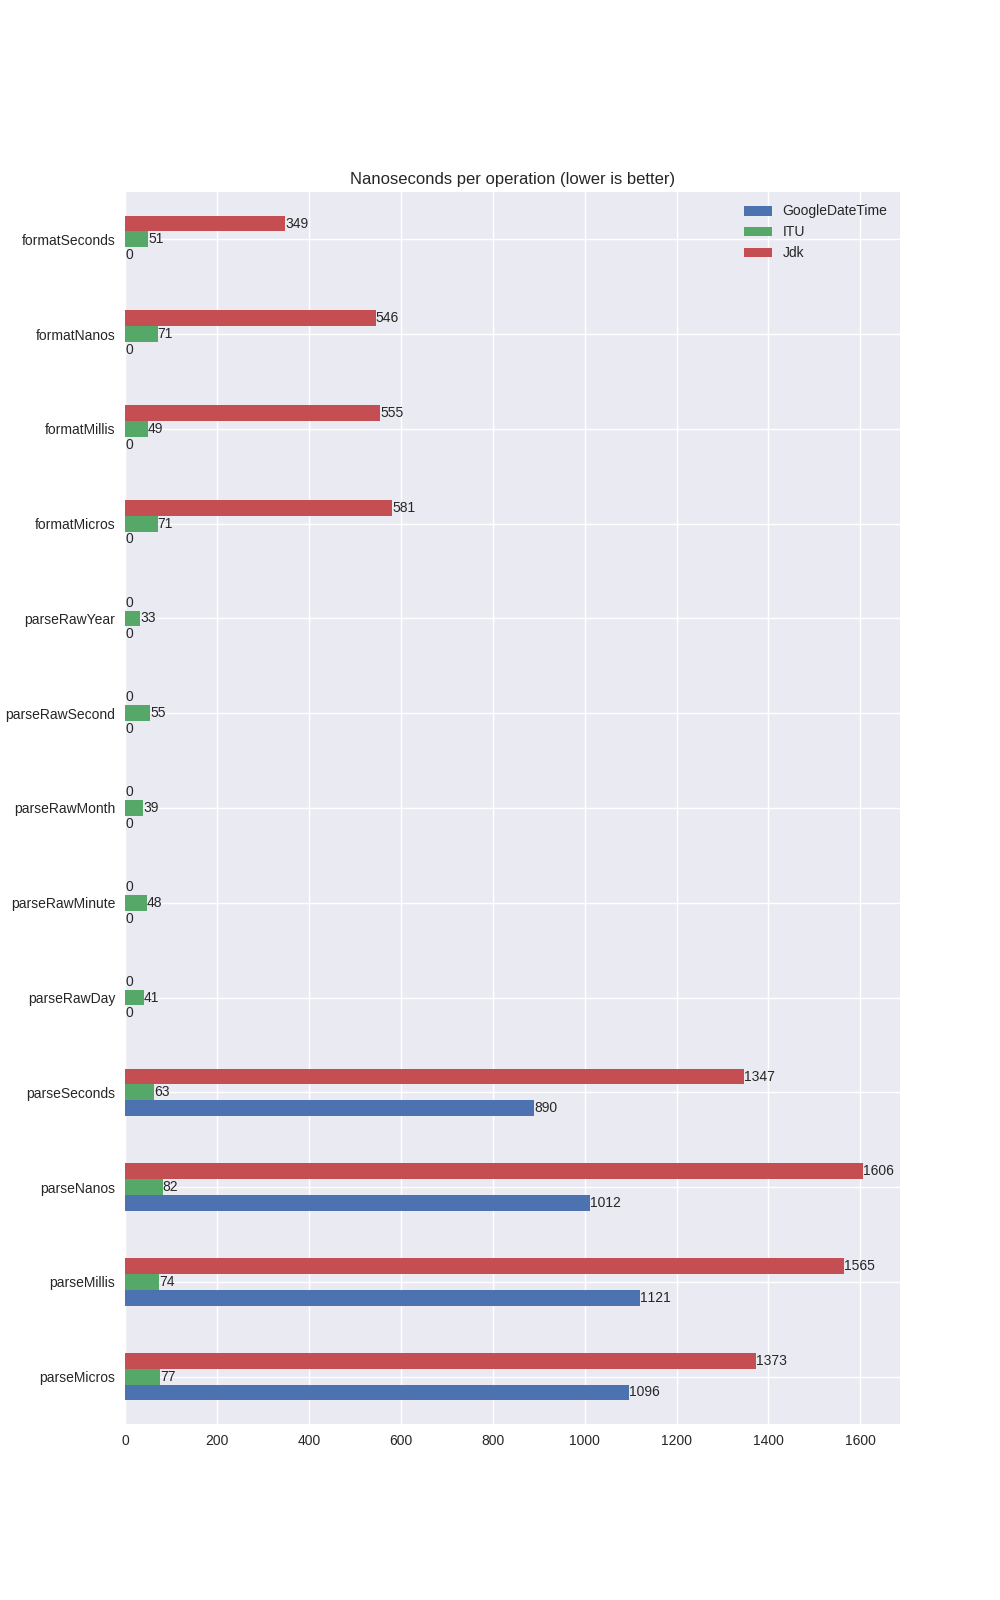 Nanoseconds per operation (lower is better)
GoogleDateTime
ITU
Jdk
formatSeconds
349
51
0
formatNanos
546
71
0
formatMillis
555
49
0
formatMicros
581
71
0
parseRawYear
0
33
0
parseRawSecond
0
55
0
parseRawMonth
0
39
0
parseRawMinute
0
48
0
parseRawDay
0
41
0
parseSeconds
1347
63
890
parseNanos
1606
82
1012
parseMillis
1565
74
1121
parseMicros
1373
77
1096
0 200 400 600 800 1000 1200 1400 1600